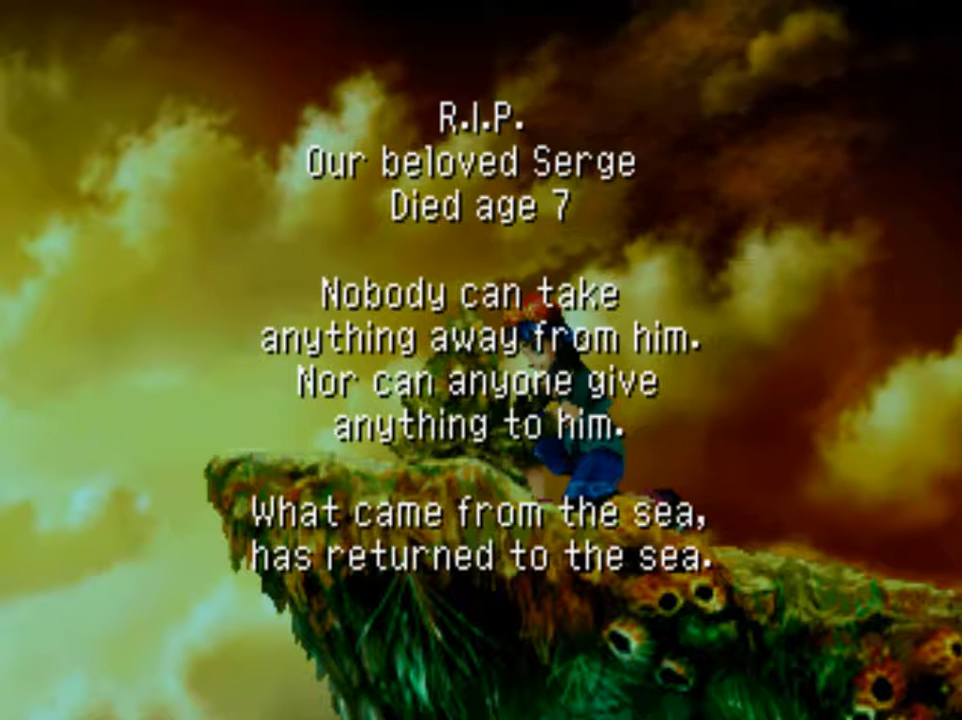 R.I.P.
Our beloved Serge
Died age 7
Nobody can take
anything away from him.
Nor can anyone give
anything to him.
What came from the sea,
has returned to the sea.